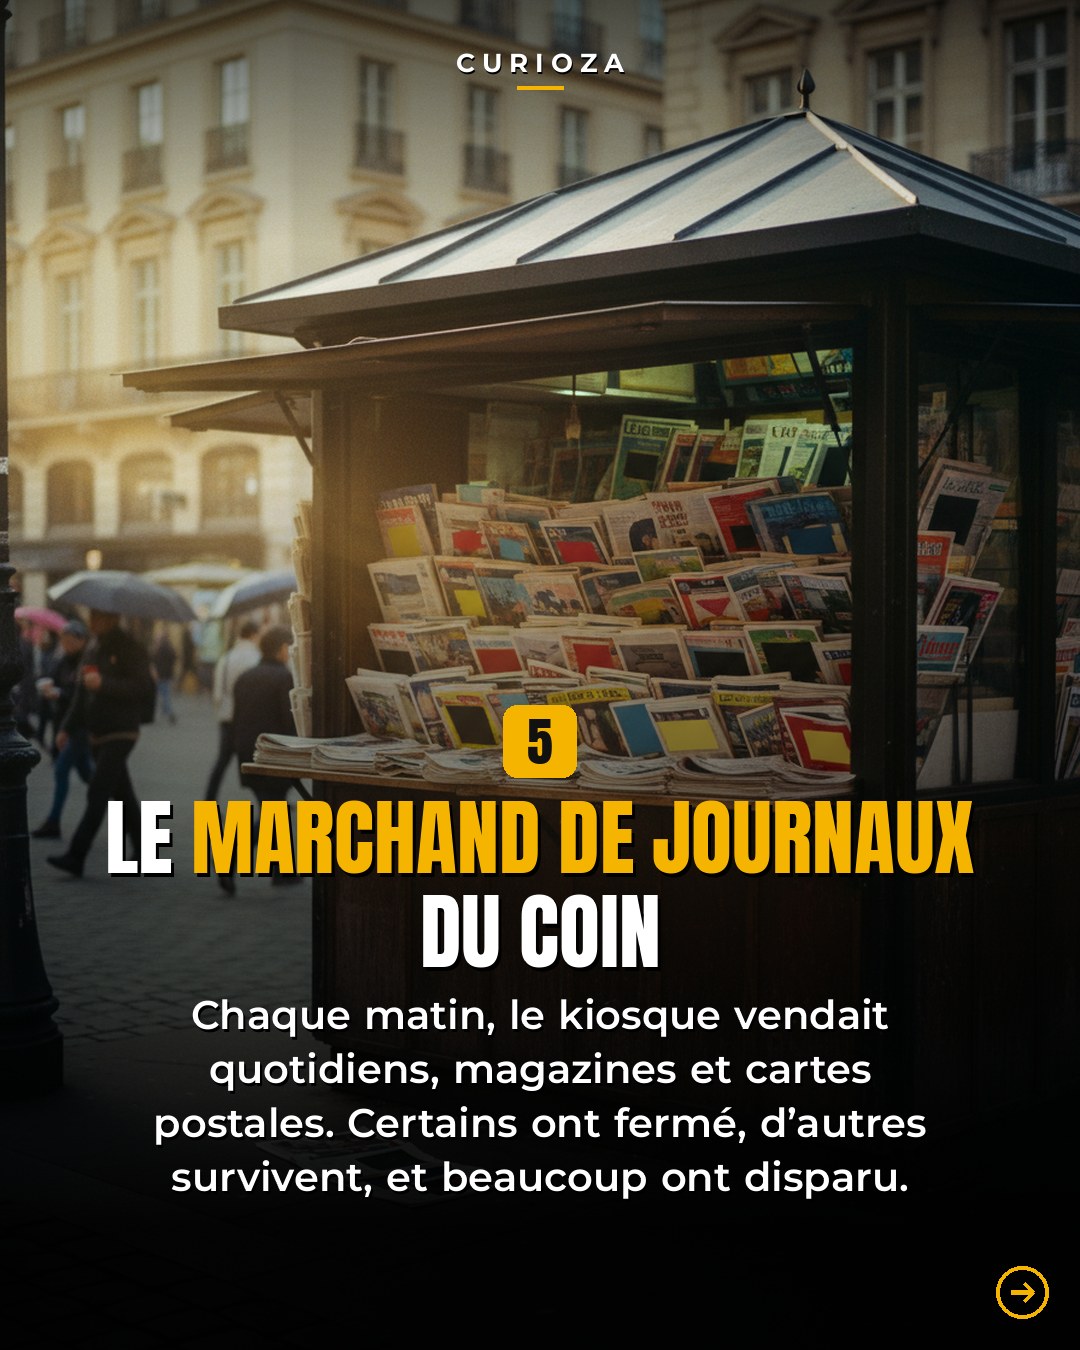 CURIOZA
5
LE MARCHAND DE JOURNAUX
DU COIN
Chaque matin, le kiosque vendait
quotidiens, magazines et cartes
postales. Certains ont fermé, d’autres
survivent, et beaucoup ont disparu.